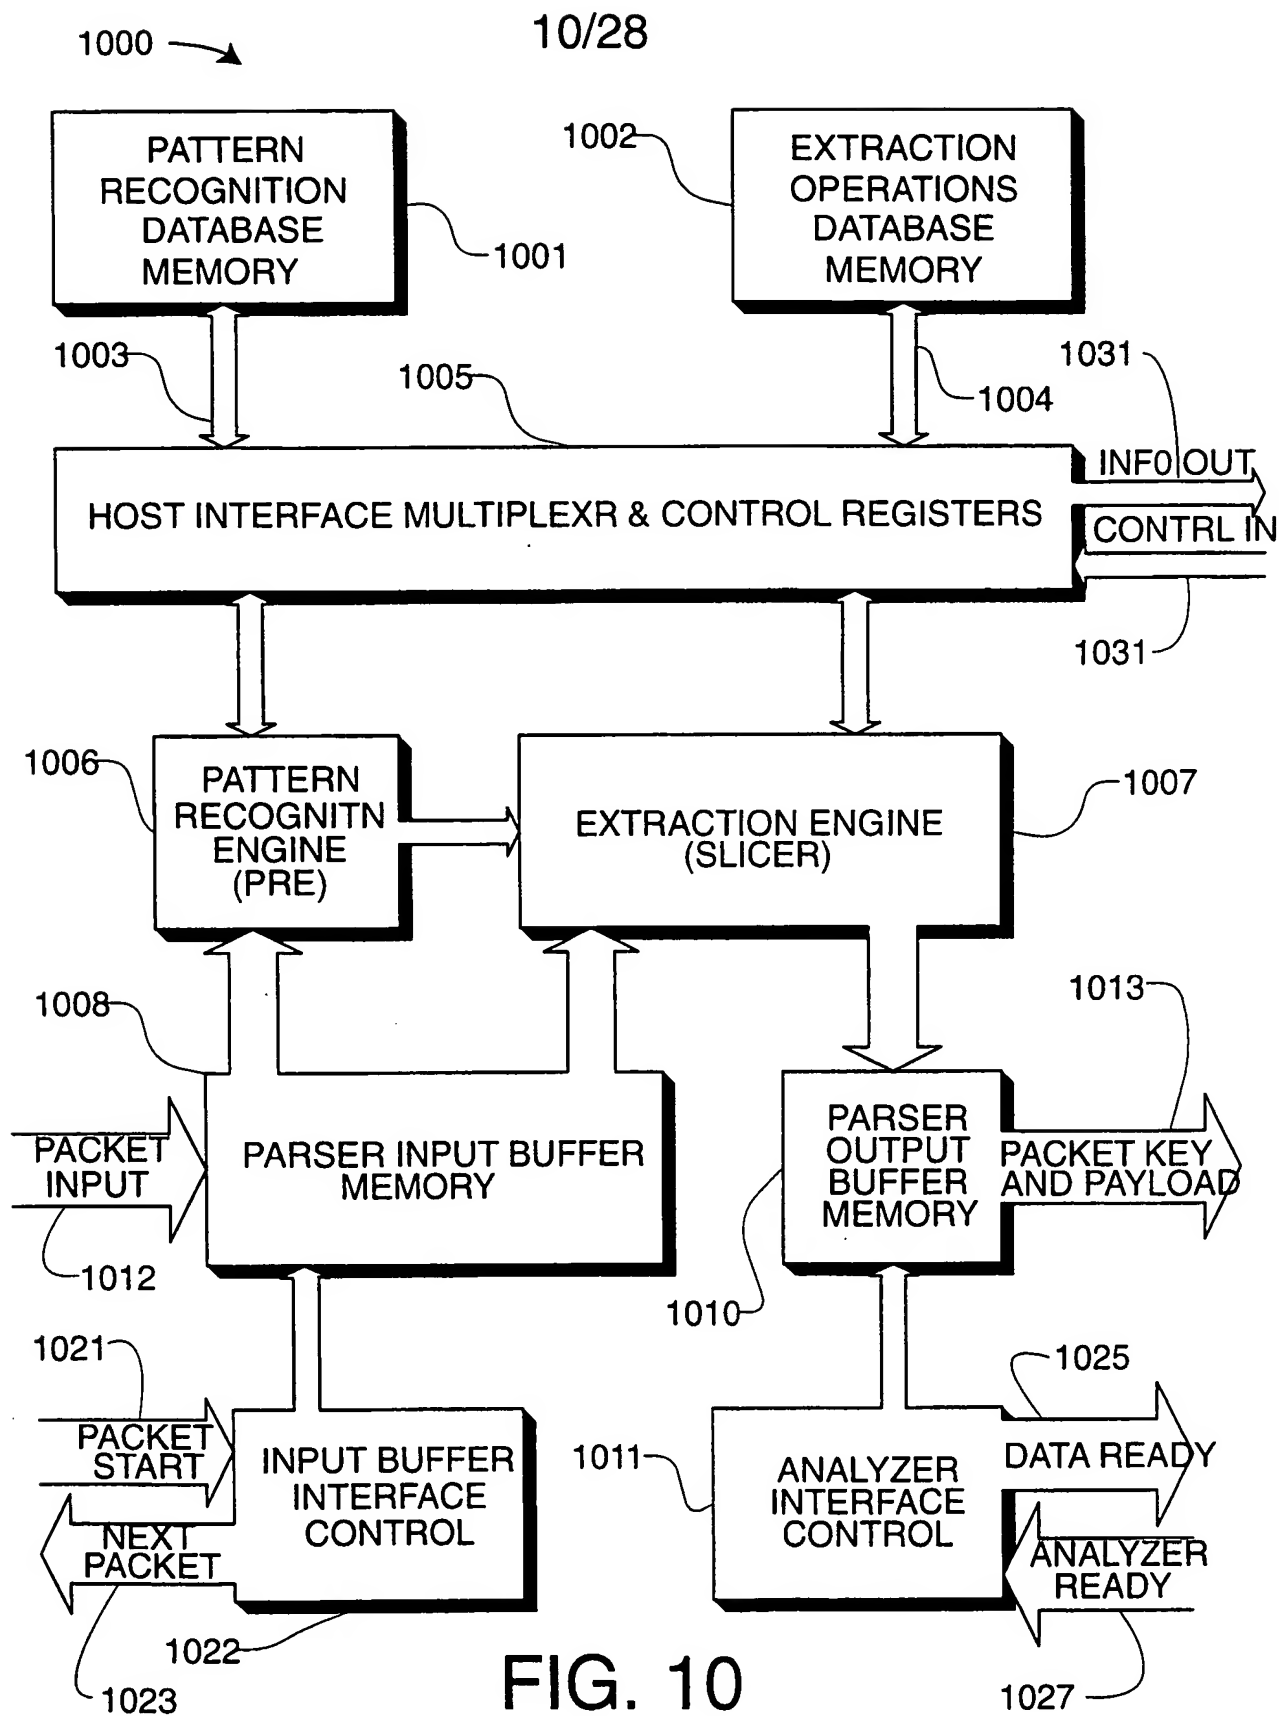 10/28
1000
PATTERN
RECOGNITION
DATABASE
MEMORY
1001
1002
EXTRACTION
OPERATIONS
DATABASE
MEMORY
1003
1005
1004
1031
HOST INTERFACE MULTIPLEXR & CONTROL REGISTERS
INFO OUT
CONTRL IN
1031
1006
PATTERN
RECOGNITN
ENGINE
(PRE)
EXTRACTION ENGINE
(SLICER)
1007
1008
1013
PACKET
INPUT
1012
PARSER INPUT BUFFER
MEMORY
PARSER
OUTPUT
BUFFER
MEMORY
PACKET KEY
AND PAYLOAD
1010
1021
PACKET
START
NEXT
PACKET
INPUT BUFFER
INTERFACE
CONTROL
1022
1023
1011
ANALYZER
INTERFACE
CONTROL
1025
DATA READY
ANALYZER
READY
1027
FIG. 10